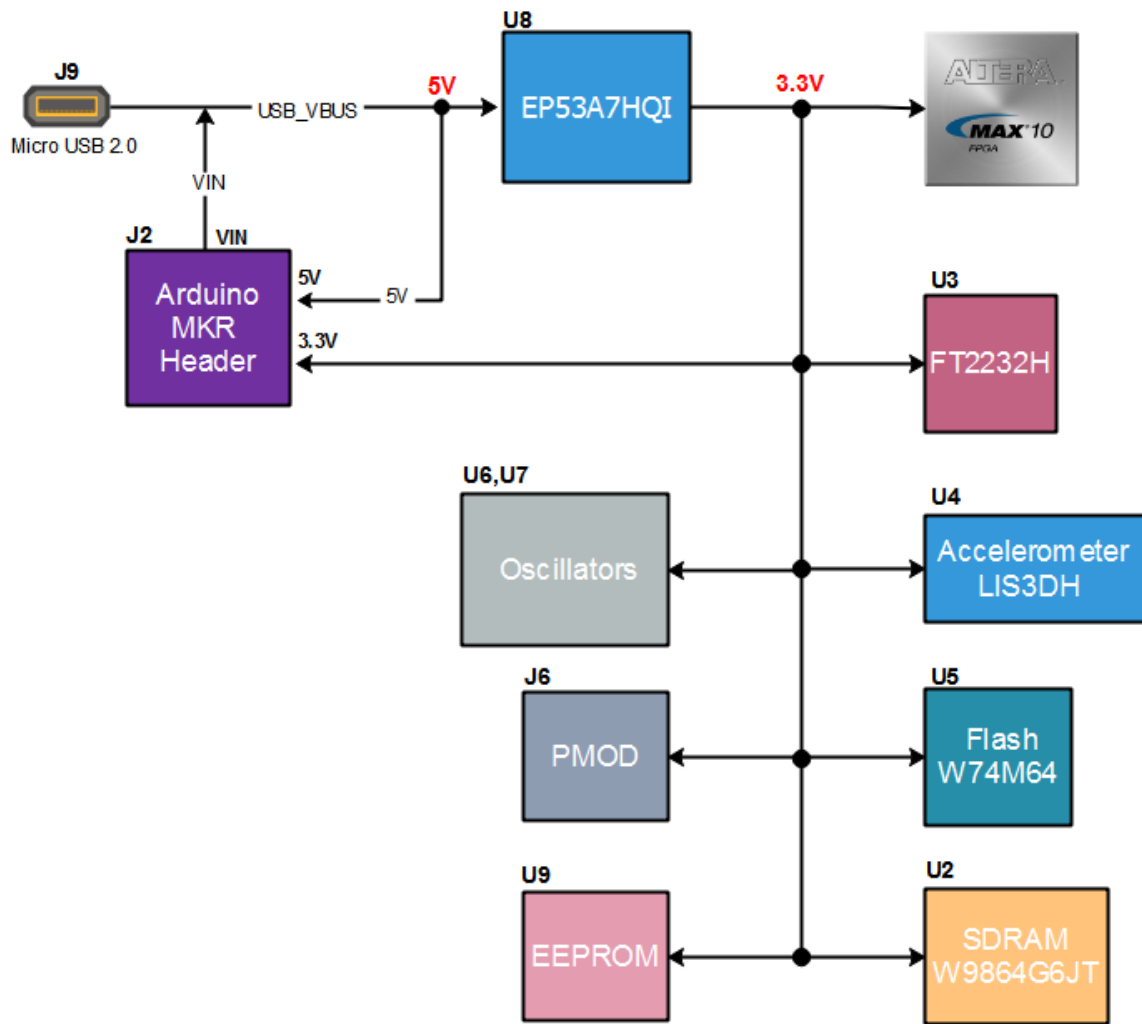 U8
J9
5V
3.3V
USB_VBUS
EP53A7HQI
ALTERA
MAX 10
FPGA
Micro USB 2.0
VIN
J2
VIN
Arduino
MKR
Header
5V
5V
3.3V
U3
FT2232H
U6,U7
Oscillators
U4
Accelerometer
LIS3DH
J6
PMOD
U5
Flash
W74M64
U9
EEPROM
U2
SDRAM
W9864G6JT